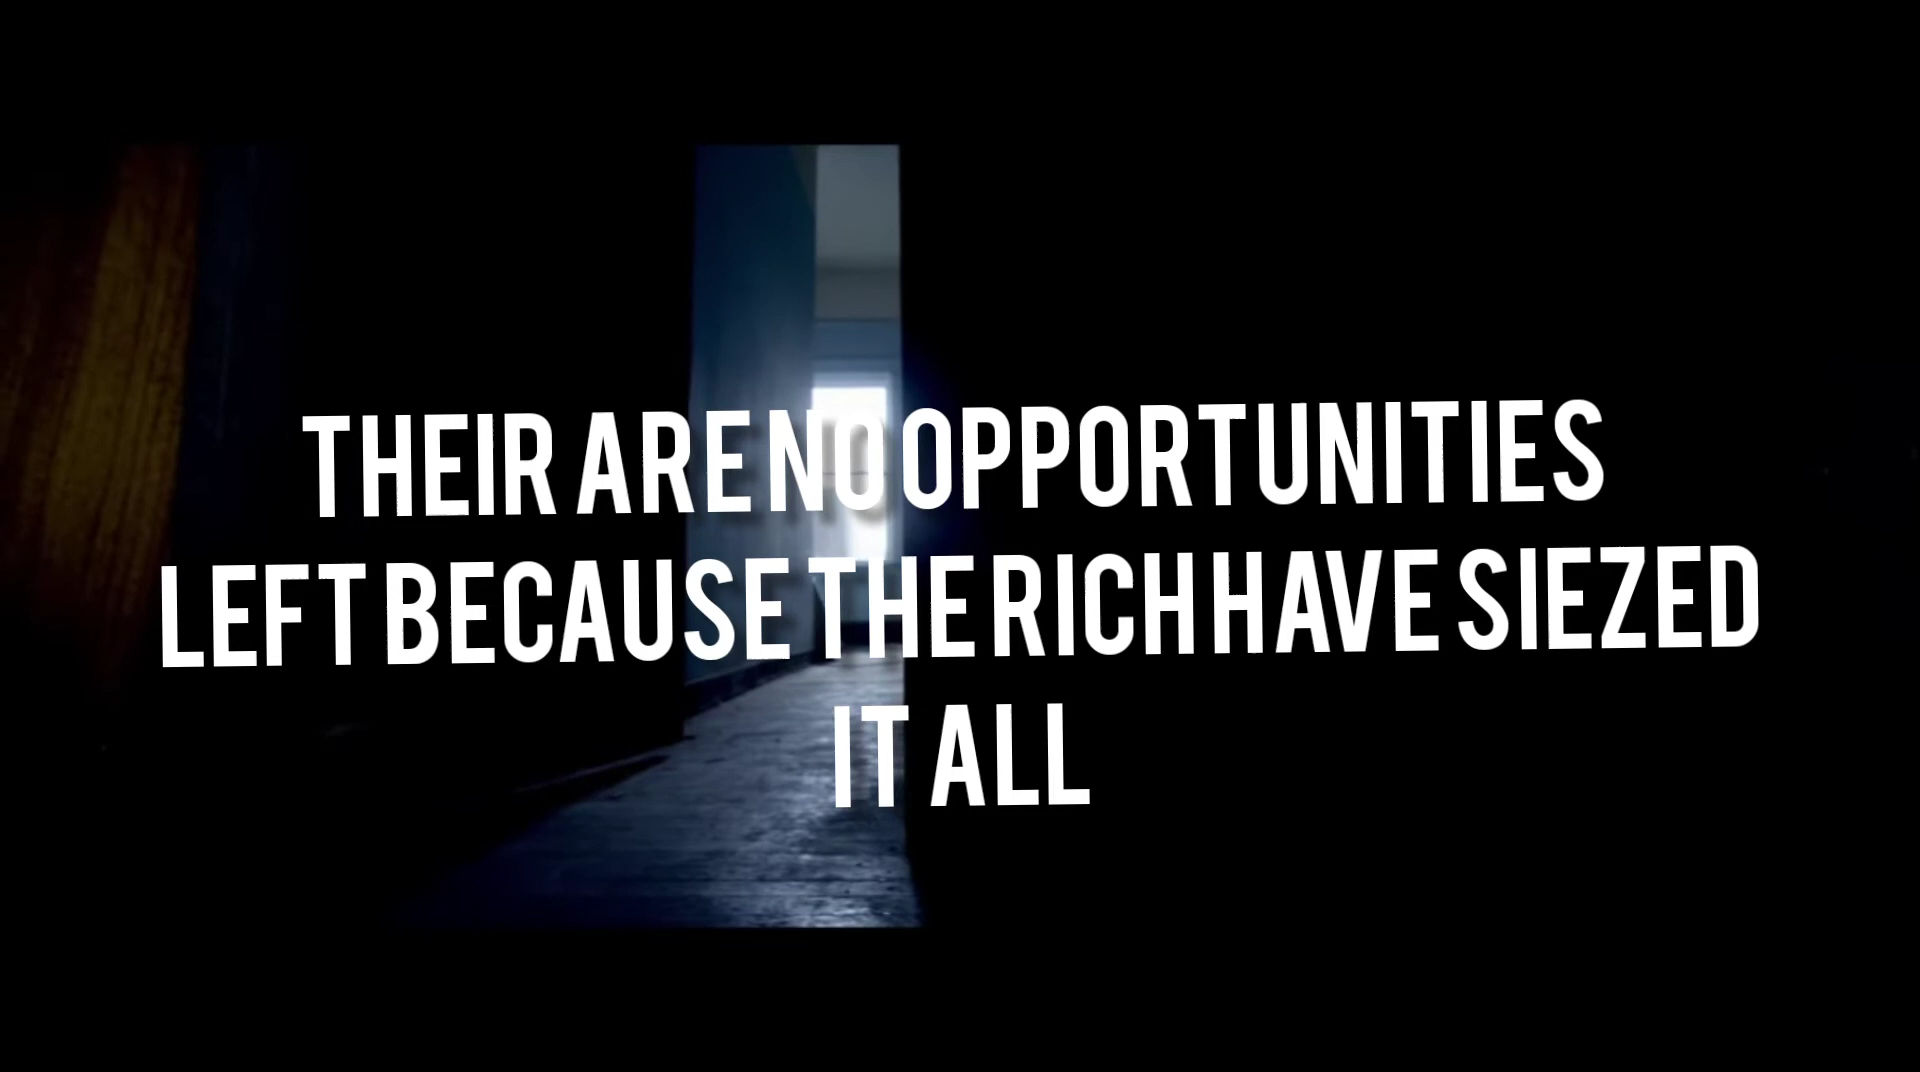 THEIR ARE NO OPPORTUNITIES
LEFT BECAUSE THE RICH HAVE SIEZED
IT ALL